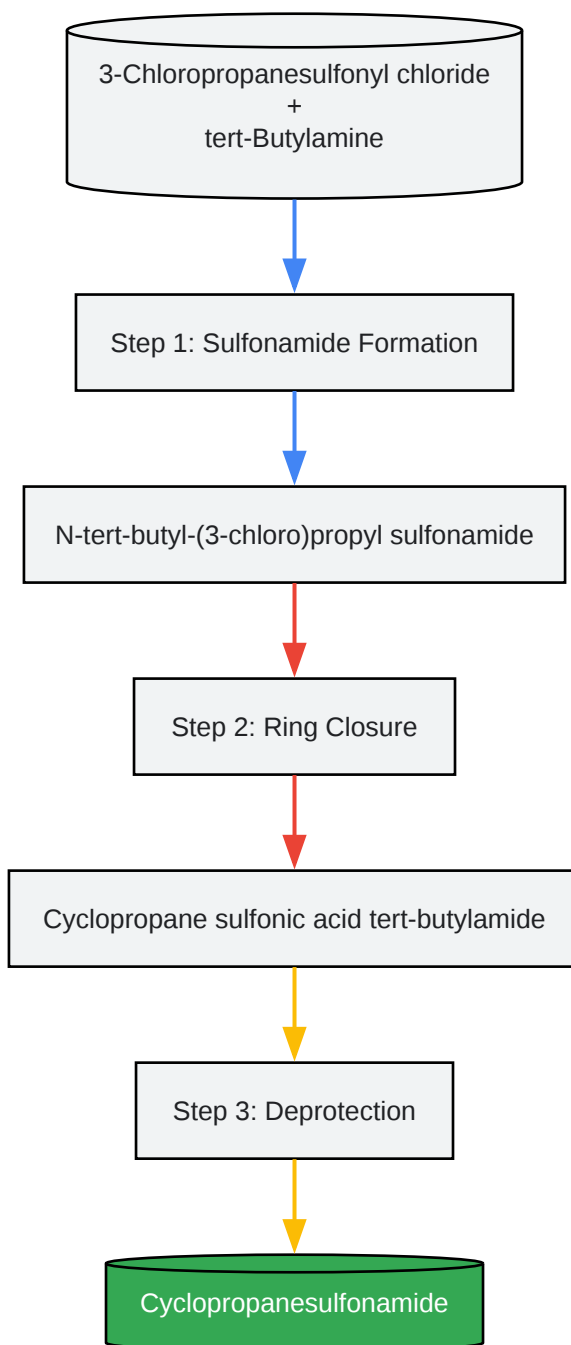 3-Chloropropanesulfonyl chloride
+
tert-Butylamine
Step 1: Sulfonamide Formation
N-tert-butyl-(3-chloro)propyl sulfonamide
Step 2: Ring Closure
Cyclopropane sulfonic acid tert-butylamide
Step 3: Deprotection
Cyclopropanesulfonamide